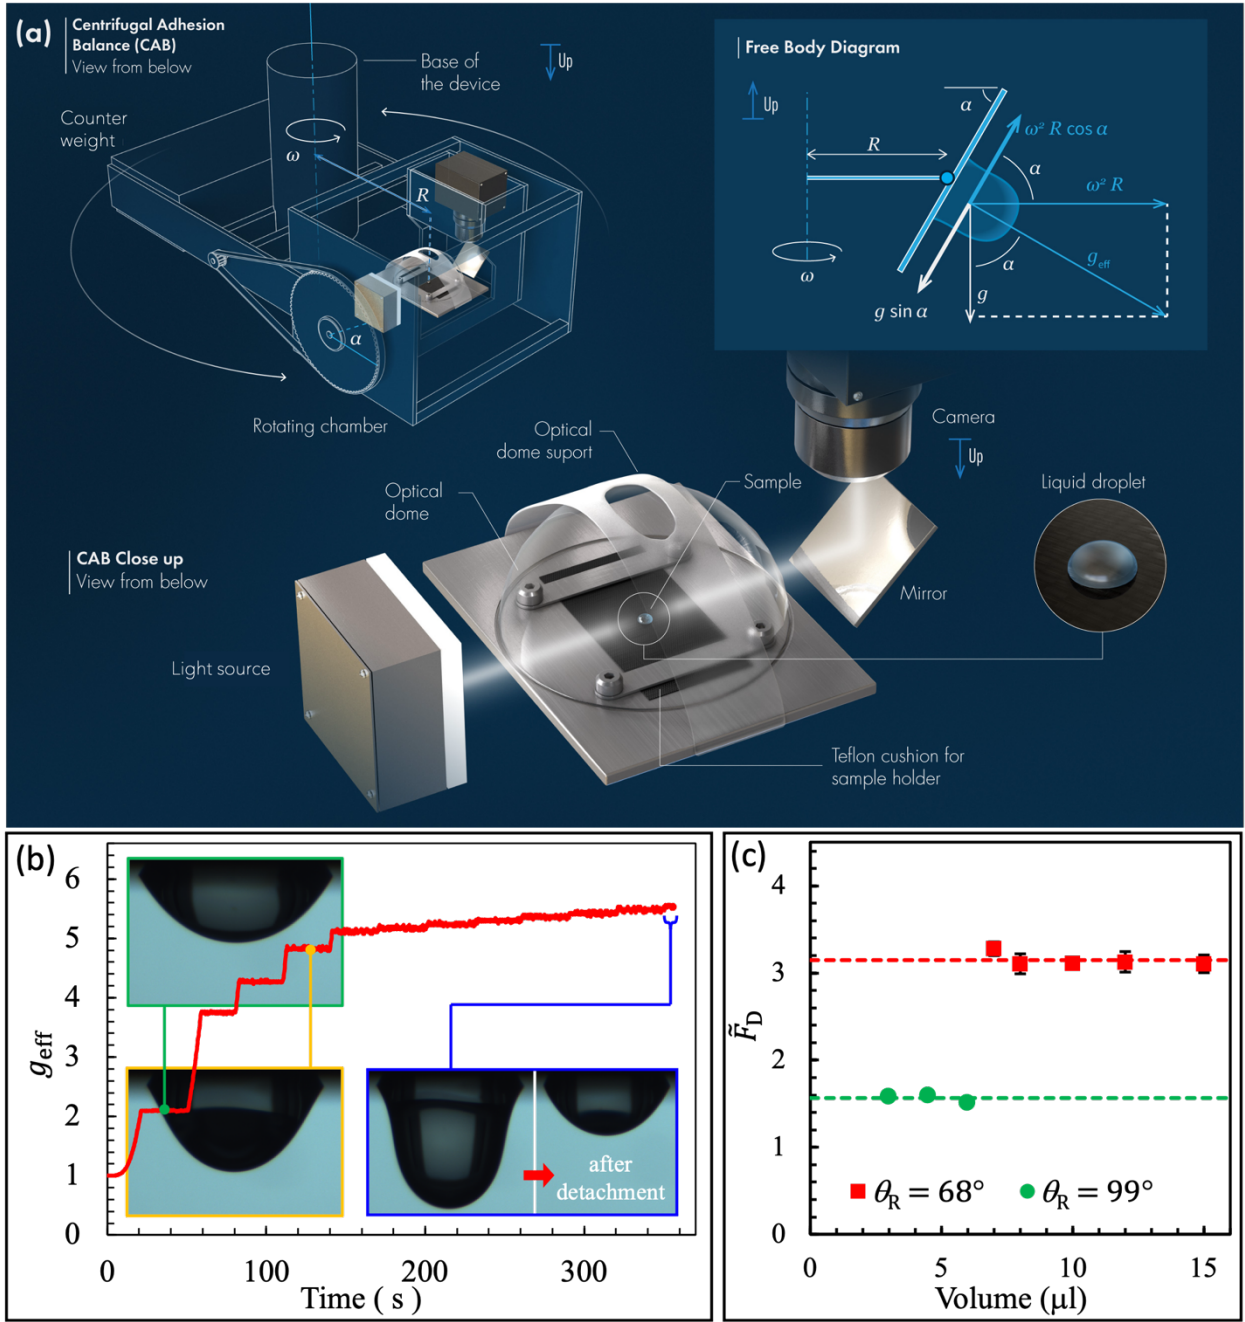 (a)
Centrifugal Adhesion
Balance (CAB)
View from below
Up
Base of
the device
Counter
weight
ω
R
α
Rotating chamber
Free Body Diagram
Up
α
ω² R cos α
R
α
ω² R
ω
α
g_eff
g
g sin α
Camera
Up
Optical
dome suport
Sample
Liquid droplet
Optical
dome
CAB Close up
View from below
Mirror
Light source
Teflon cushion for
sample holder
(b)
6
5
4
3
2
1
0
g_eff
after
detachment
0 100 200 300
Time ( s )
(c)
4
3
2
1
0
F̃_D
θ_R = 68° θ_R = 99°
0 5 10 15
Volume (μl)